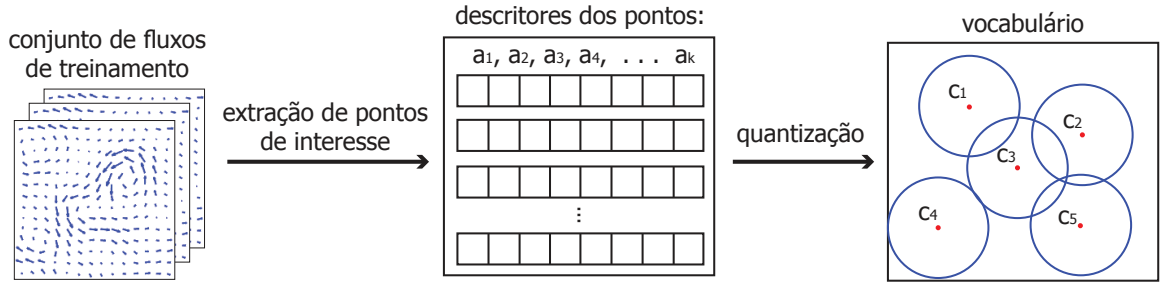 conjunto de fluxos
de treinamento
extração de pontos
de interesse
descritores dos pontos:
a1, a2, a3, a4, . . . ak
...
quantização
vocabulário
c1
c2
c3
c4
c5